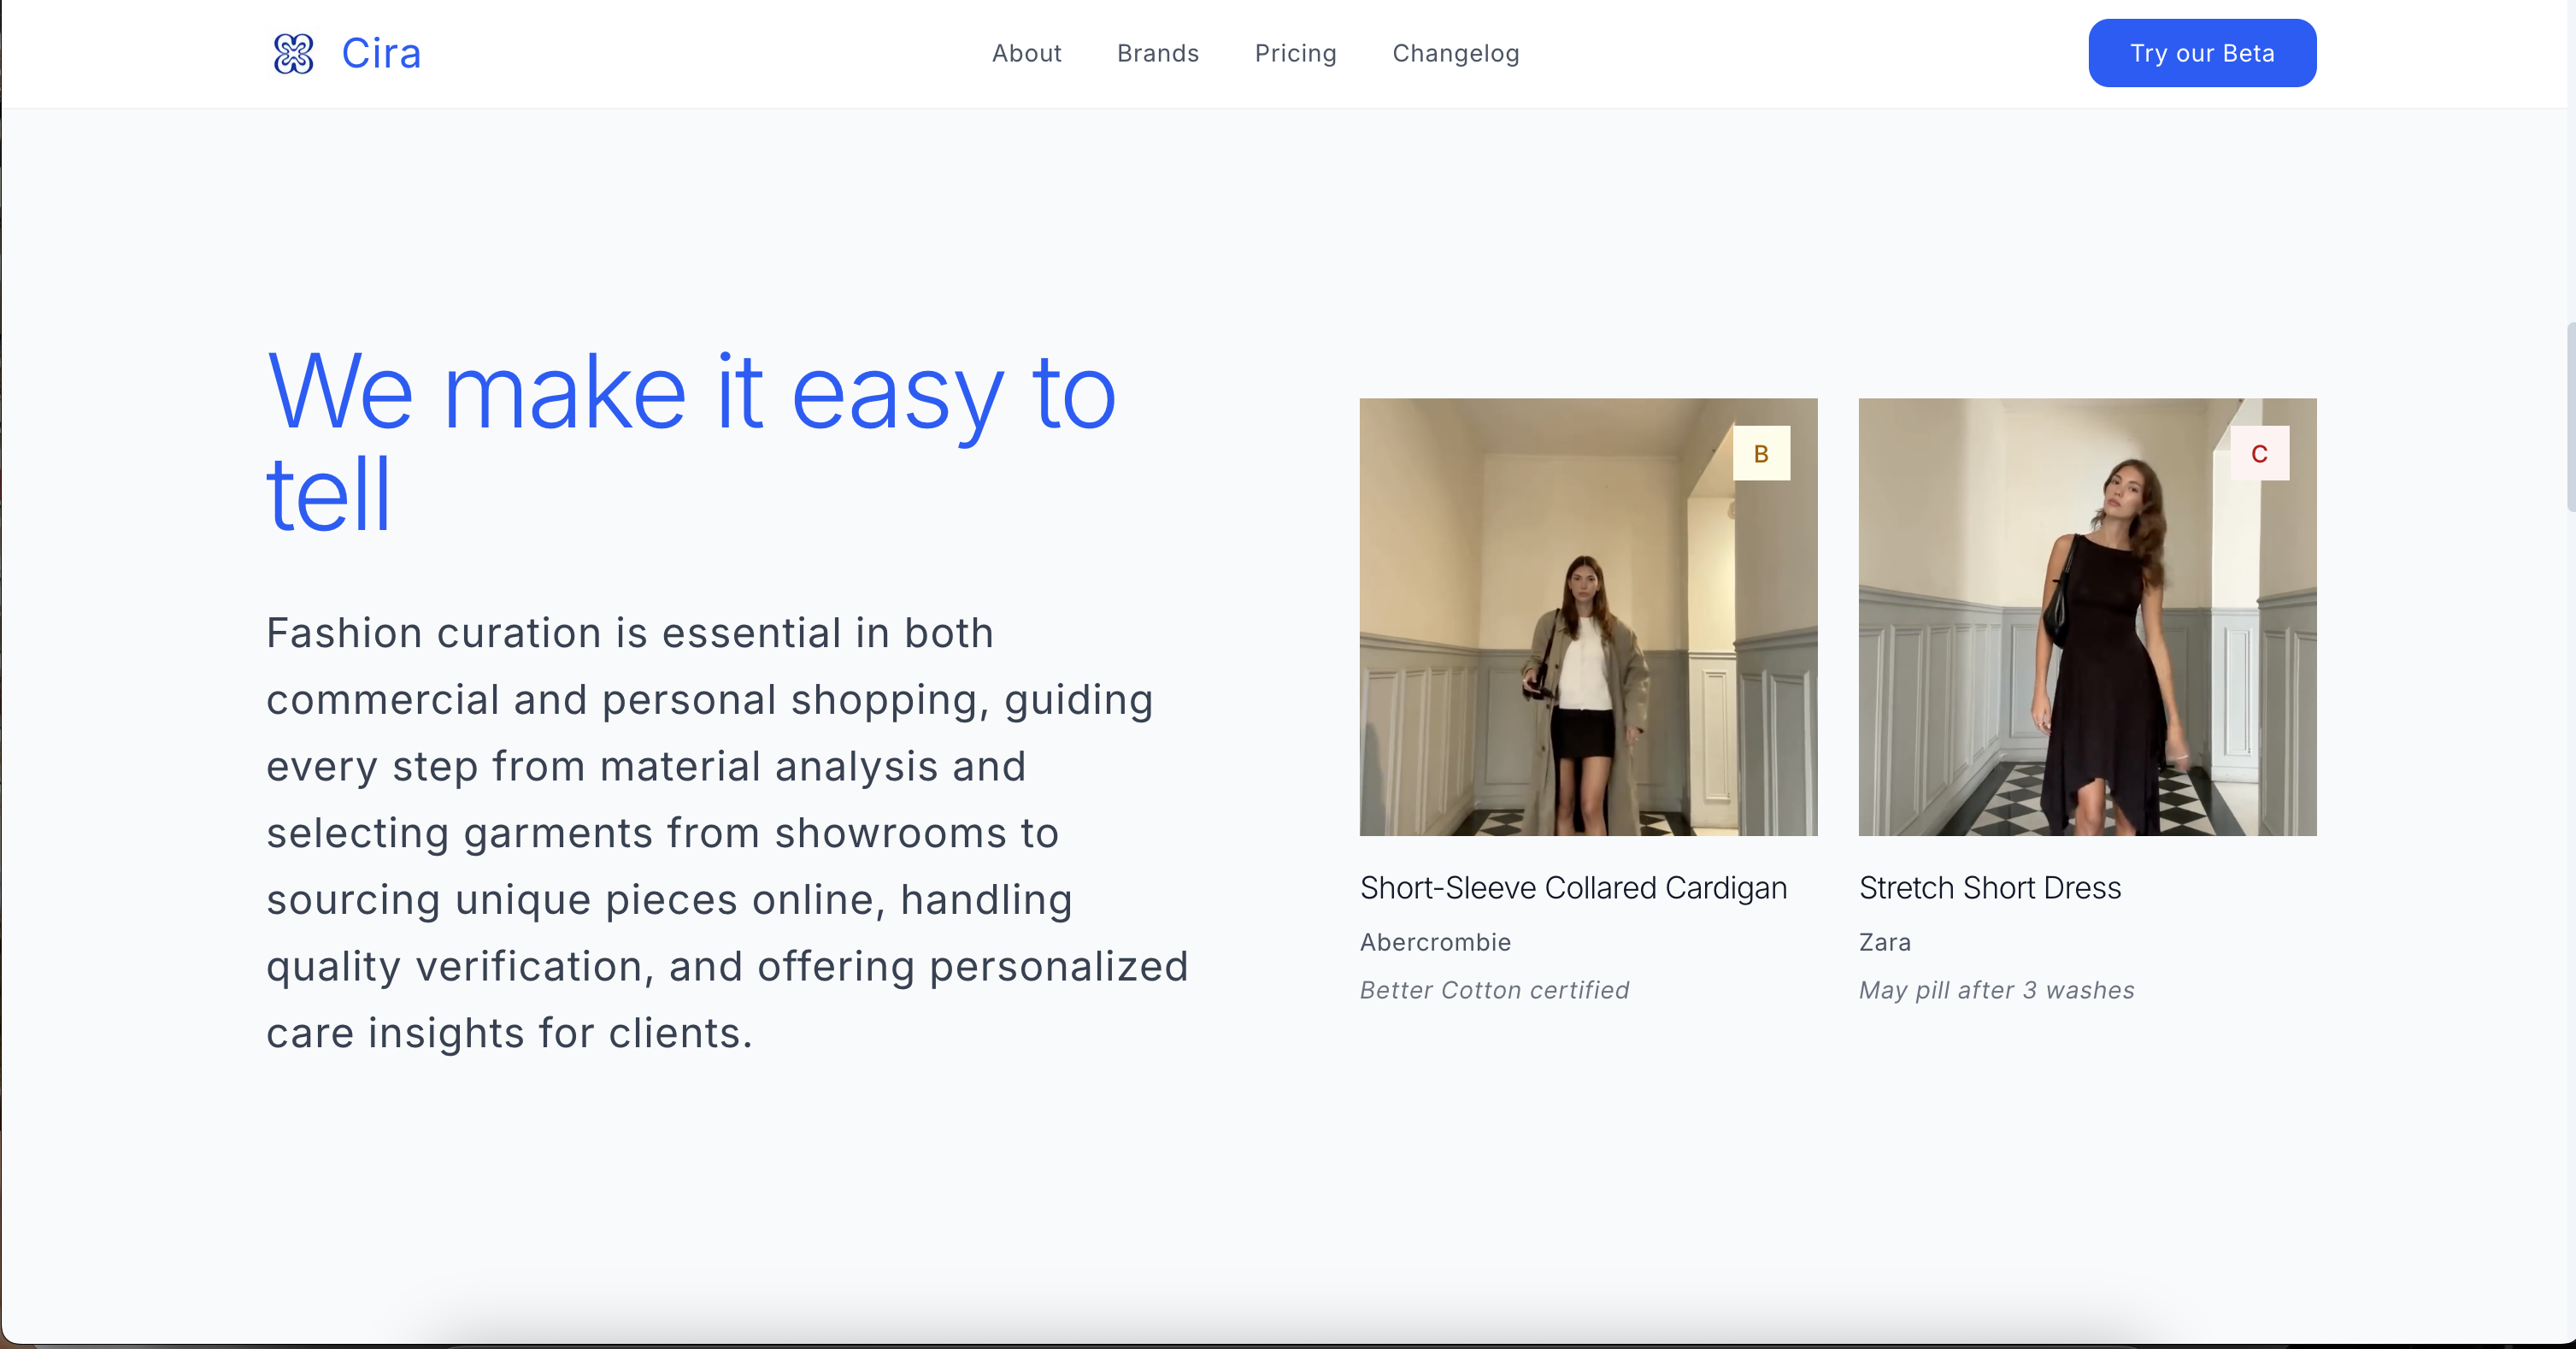 Cira
About
Brands
Pricing
Changelog
Try our Beta
We make it easy to
tell
Fashion curation is essential in both
commercial and personal shopping, guiding
every step from material analysis and
selecting garments from showrooms to
sourcing unique pieces online, handling
quality verification, and offering personalized
care insights for clients.
B
Short-Sleeve Collared Cardigan
Abercrombie
Better Cotton certified
C
Stretch Short Dress
Zara
May pill after 3 washes